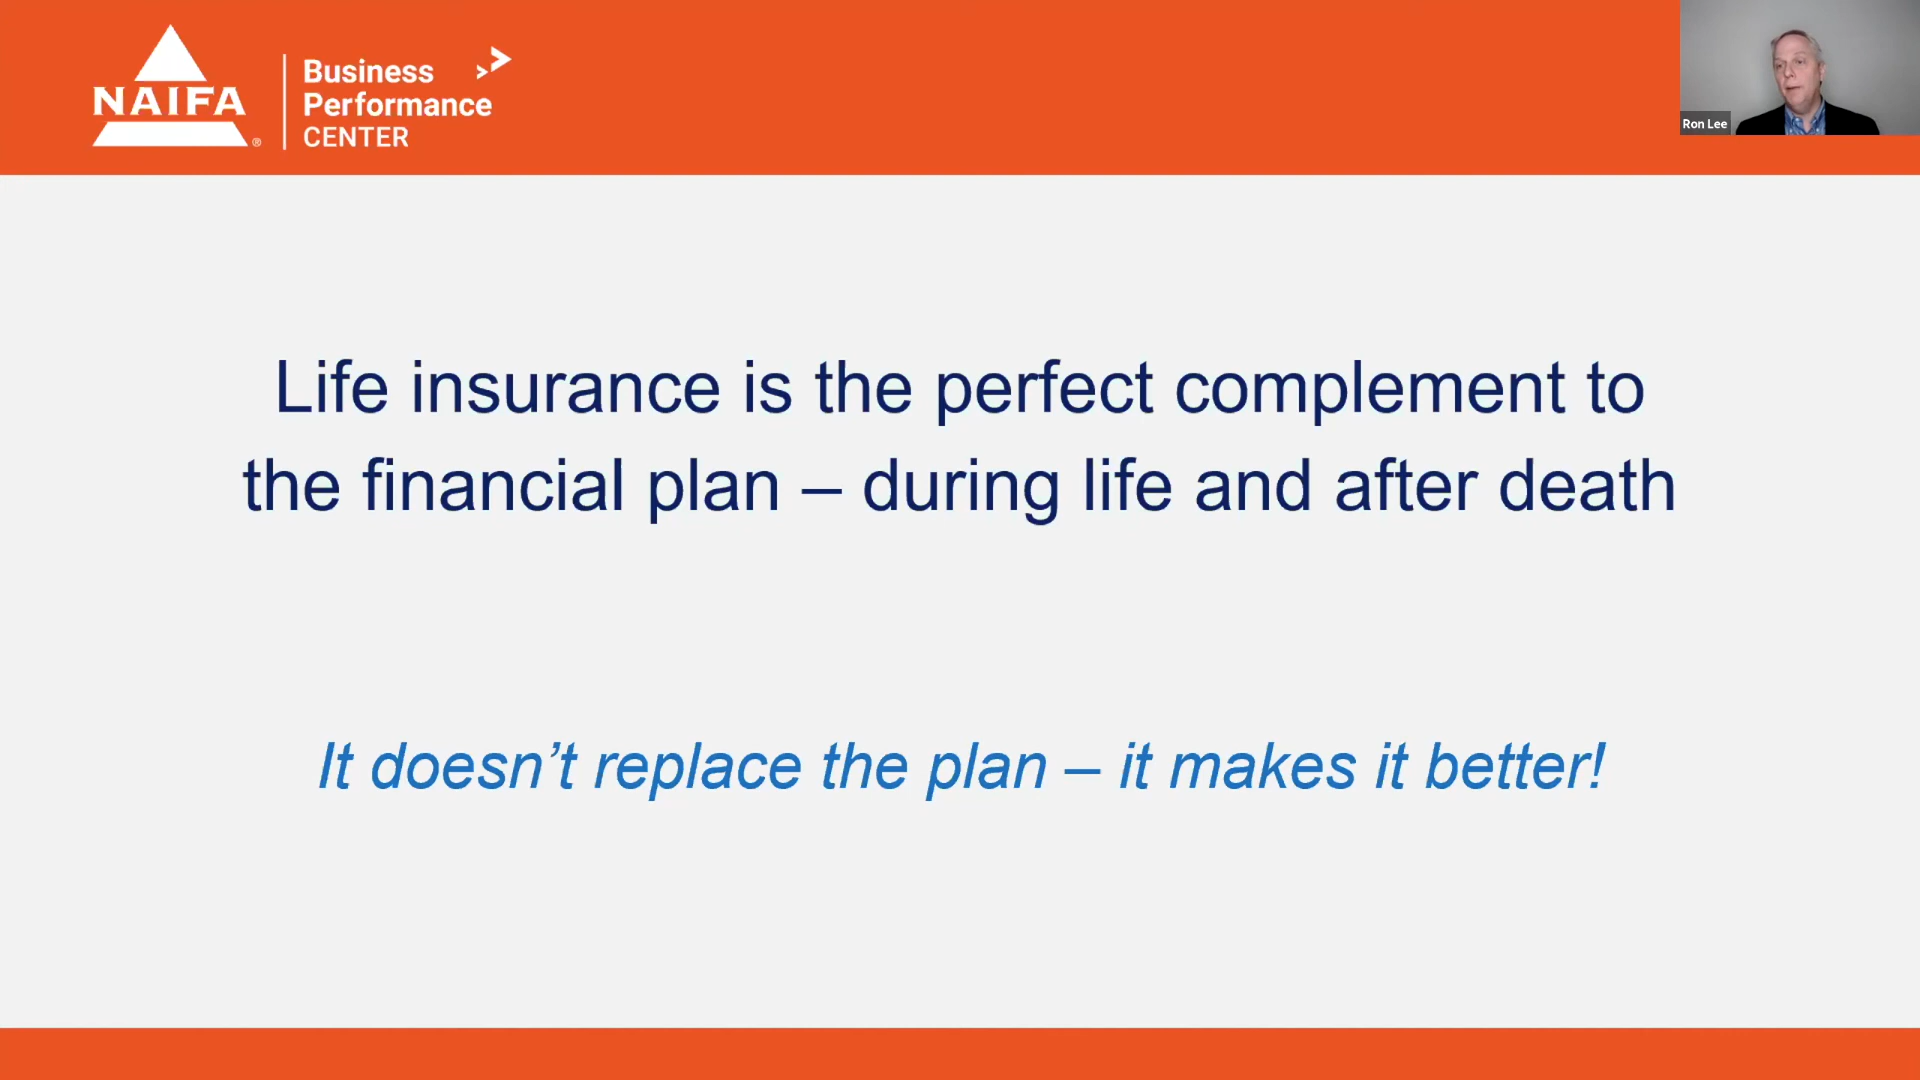 NAIFA®
Business
Performance
CENTER
Ron Lee
Life insurance is the perfect complement to
the financial plan – during life and after death
It doesn’t replace the plan – it makes it better!